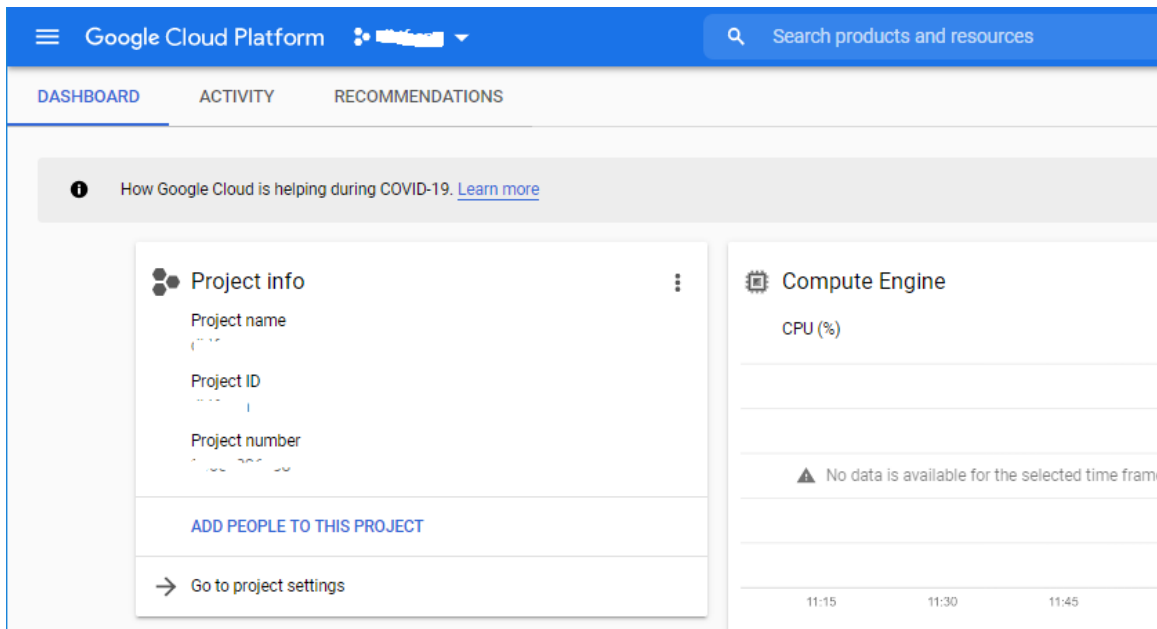 Google Cloud Platform
Search products and resources
DASHBOARD ACTIVITY RECOMMENDATIONS
How Google Cloud is helping during COVID-19. Learn more
Project info
Project name
Project ID
Project number
ADD PEOPLE TO THIS PROJECT
Go to project settings
Compute Engine
CPU (%)
No data is available for the selected time fram
11:15 11:30 11:45